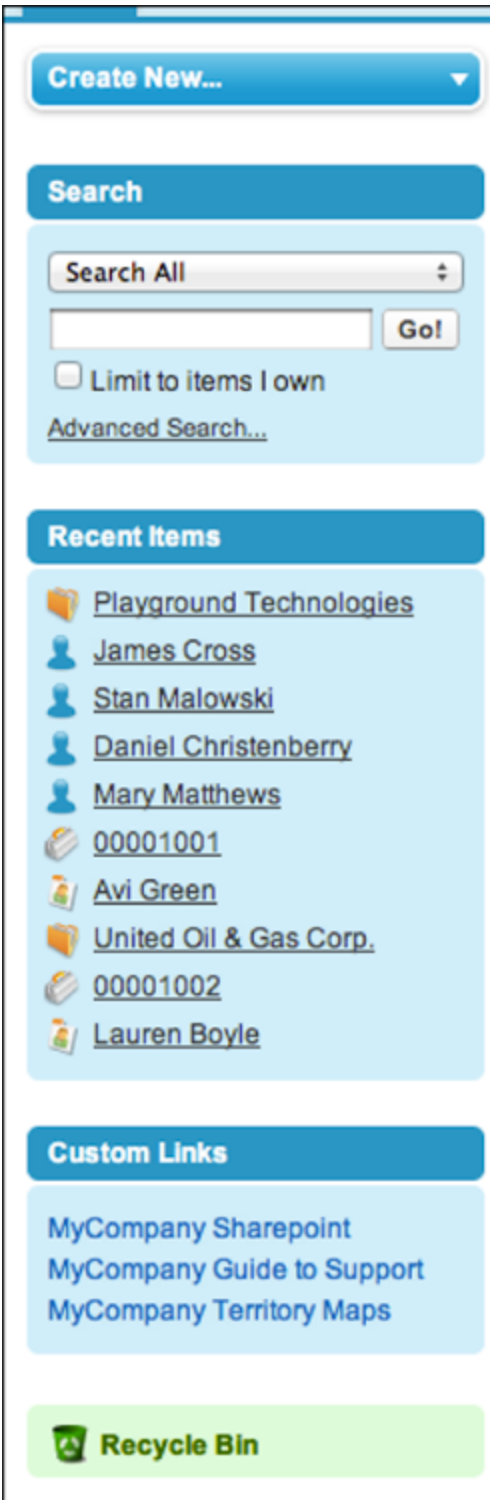 Create New...
Search
Search All
Go!
Limit to items I own
Advanced Search...
Recent Items
Playground Technologies
James Cross
Stan Malowski
Daniel Christenberry
Mary Matthews
00001001
Avi Green
United Oil & Gas Corp.
00001002
Lauren Boyle
Custom Links
MyCompany Sharepoint
MyCompany Guide to Support
MyCompany Territory Maps
Recycle Bin